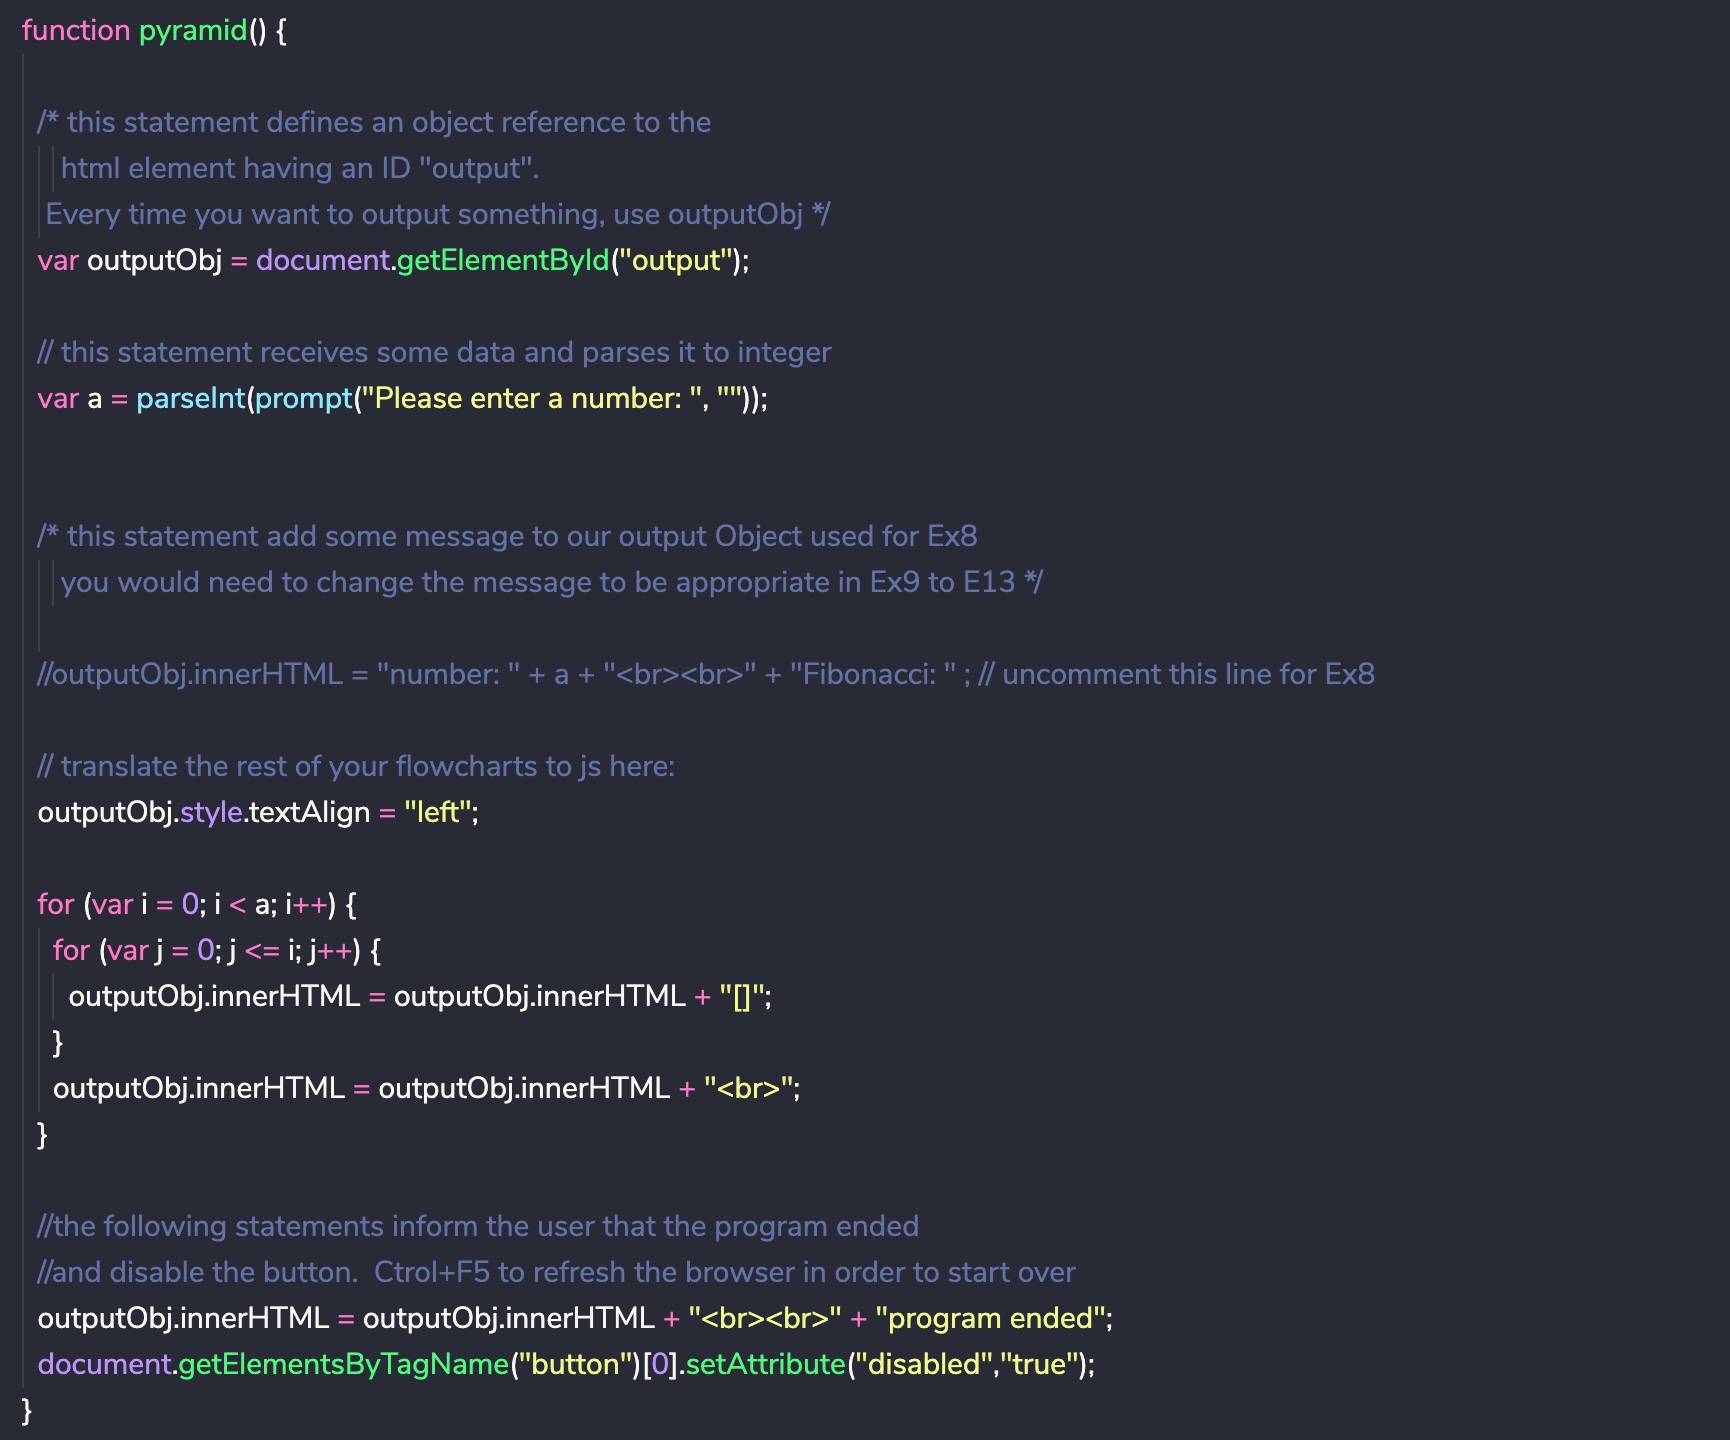 function pyramid() {
/* this statement defines an object reference to the
html element having an ID "output".
Every time you want to output something, use outputObj */
var outputObj = document.getElementById("output");
// this statement receives some data and parses it to integer
var a = parseInt(prompt("Please enter a number: ", ""));
/* this statement add some message to our output Object used for Ex8
you would need to change the message to be appropriate in Ex9 to E13 */
//outputObj.innerHTML = "number: " + a + "<br><br>" + "Fibonacci: " ; // uncomment this line for Ex8
// translate the rest of your flowcharts to js here:
outputObj.style.textAlign = "left";
for (var i = 0; i < a; i++) {
for (var j = 0; j <= i; j++) {
outputObj.innerHTML = outputObj.innerHTML + "[]";
}
outputObj.innerHTML = outputObj.innerHTML + "<br>";
}
//the following statements inform the user that the program ended
//and disable the button.  Ctrol+F5 to refresh the browser in order to start over
outputObj.innerHTML = outputObj.innerHTML + "<br><br>" + "program ended";
document.getElementsByTagName("button")[0].setAttribute("disabled","true");
}